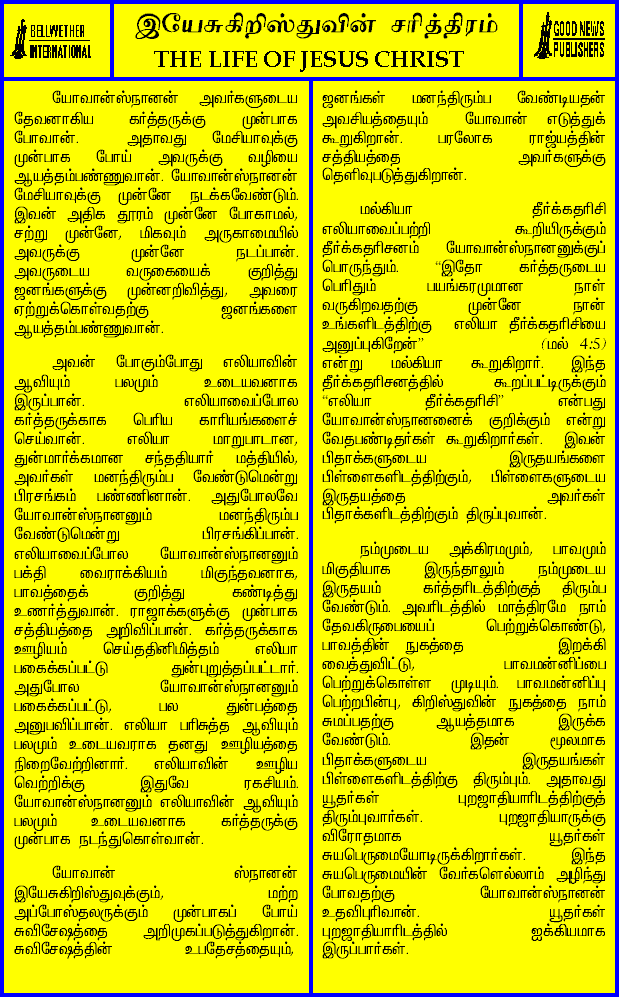 BELLWETHER
INTERNATIONAL
இயேசுகிறிஸ்துவின் சரித்திரம்
THE LIFE OF JESUS CHRIST
GOOD NEWS
PUBLISHERS
யோவான்ஸ்நானன் அவர்களுடைய
தேவனாகிய கர்த்தருக்கு முன்பாக
போவான். அதாவது மேசியாவுக்கு
முன்பாக போய் அவருக்கு வழியை
ஆயத்தம்பண்ணுவான். யோவான்ஸ்நானன்
மேசியாவுக்கு முன்னே நடக்கவேண்டும்.
இவன் அதிக தூரம் முன்னே போகாமல்,
சற்று முன்னே, மிகவும் அருகாமையில்
அவருக்கு முன்னே நடப்பான்.
அவருடைய வருகையைக் குறித்து
ஜனங்களுக்கு முன்னறிவித்து, அவரை
ஏற்றுக்கொள்வதற்கு ஜனங்களை
ஆயத்தம்பண்ணுவான்.
அவன் போகும்போது எலியாவின்
ஆவியும் பலமும் உடையவனாக
இருப்பான். எலியாவைப்போல
கர்த்தருக்காக பெரிய காரியங்களைச்
செய்வான். எலியா மாறுபாடான,
துன்மார்க்கமான சந்ததியார் மத்தியில்,
அவர்கள் மனந்திரும்ப வேண்டுமென்று
பிரசங்கம் பண்ணினான். அதுபோலவே
யோவான்ஸ்நானனும் மனந்திரும்ப
வேண்டுமென்று பிரசங்கிப்பான்.
எலியாவைப்போல யோவான்ஸ்நானனும்
பக்தி வைராக்கியம் மிகுந்தவனாக,
பாவத்தைக் குறித்து கண்டித்து
உணர்த்துவான். ராஜாக்களுக்கு முன்பாக
சத்தியத்தை அறிவிப்பான். கர்த்தருக்காக
ஊழியம் செய்ததினிமித்தம் எலியா
பகைக்கப்பட்டு துன்புறுத்தப்பட்டார்.
அதுபோல யோவான்ஸ்நானனும்
பகைக்கப்பட்டு, பல துன்பத்தை
அனுபவிப்பான். எலியா பரிசுத்த ஆவியும்
பலமும் உடையவராக தனது ஊழியத்தை
நிறைவேற்றினார். எலியாவின் ஊழிய
வெற்றிக்கு இதுவே ரகசியம்.
யோவான்ஸ்நானனும் எலியாவின் ஆவியும்
பலமும் உடையவனாக கர்த்தருக்கு
முன்பாக நடந்துகொள்வான்.
யோவான் ஸ்நானன்
இயேசுகிறிஸ்துவுக்கும், மற்ற
அப்போஸ்தலருக்கும் முன்பாகப் போய்
சுவிசேஷத்தை அறிமுகப்படுத்துகிறான்.
சுவிசேஷத்தின் உபதேசத்தையும்,
ஜனங்கள் மனந்திரும்ப வேண்டியதன்
அவசியத்தையும் யோவான் எடுத்துக்
கூறுகிறான். பரலோக ராஜ்யத்தின்
சத்தியத்தை அவர்களுக்கு
தெளிவுபடுத்துகிறான்.
மல்கியா தீர்க்கதரிசி
எலியாவைப்பற்றி கூறியிருக்கும்
தீர்க்கதரிசனம் யோவான்ஸ்நானனுக்குப்
பொருந்தும். “இதோ கர்த்தருடைய
பெரிதும் பயங்கரமுமான நாள்
வருகிறவதற்கு முன்னே நான்
உங்களிடத்திற்கு எலியா தீர்க்கதரிசியை
அனுப்புகிறேன்” (மல் 4:5)
என்று மல்கியா கூறுகிறார். இந்த
தீர்க்கதரிசனத்தில் கூறப்பட்டிருக்கும்
“எலியா தீர்க்கதரிசி” என்பது
யோவான்ஸ்நானனைக் குறிக்கும் என்று
வேதபண்டிதர்கள் கூறுகிறார்கள். இவன்
பிதாக்களுடைய இருதயங்களை
பிள்ளைகளிடத்திற்கும், பிள்ளைகளுடைய
இருதயத்தை அவர்கள்
பிதாக்களிடத்திற்கும் திருப்புவான்.
நம்முடைய அக்கிரமமும், பாவமும்
மிகுதியாக இருந்தாலும் நம்முடைய
இருதயம் கர்த்தரிடத்திற்குத் திரும்ப
வேண்டும். அவரிடத்தில் மாத்திரமே நாம்
தேவகிருபையைப் பெற்றுக்கொண்டு,
பாவத்தின் நுகத்தை இறக்கி
வைத்துவிட்டு, பாவமன்னிப்பை
பெற்றுக்கொள்ள முடியும். பாவமன்னிப்பு
பெற்றபின்பு, கிறிஸ்துவின் நுகத்தை நாம்
சுமப்பதற்கு ஆயத்தமாக இருக்க
வேண்டும். இதன் மூலமாக
பிதாக்களுடைய இருதயங்கள்
பிள்ளைகளிடத்திற்கு திரும்பும். அதாவது
யூதர்கள் புறஜாதியாரிடத்திற்குத்
திரும்புவார்கள். புறஜாதியாருக்கு
விரோதமாக யூதர்கள்
சுயபெருமையோடிருக்கிறார்கள். இந்த
சுயபெருமையின் வேர்களெல்லாம் அழிந்து
போவதற்கு யோவான்ஸ்நானன்
உதவிபுரிவான். யூதர்கள்
புறஜாதியாரிடத்தில் ஐக்கியமாக
இருப்பார்கள்.